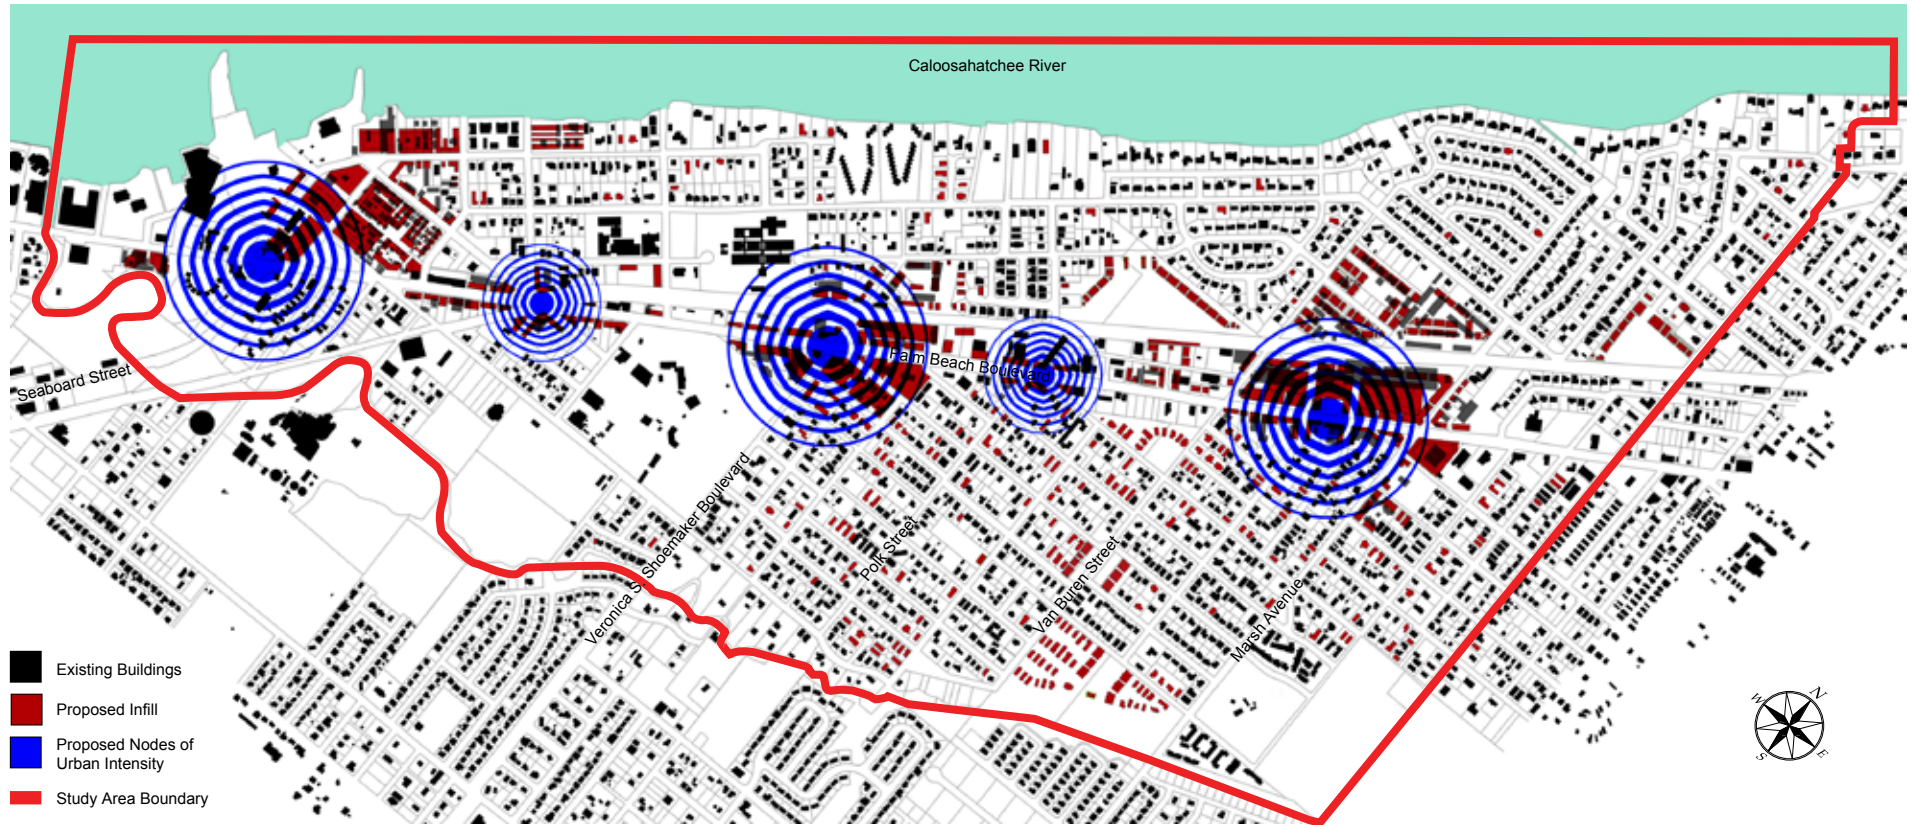 Caloosahatchee River
Palm Beach Boulevard
Seaboard Street
Veronica S. Shoemaker Boulevard
Polk Street
Van Buren Street
Marsh Avenue
Existing Buildings
Proposed Infill
Proposed Nodes of
Urban Intensity
Study Area Boundary
N
W
E
S